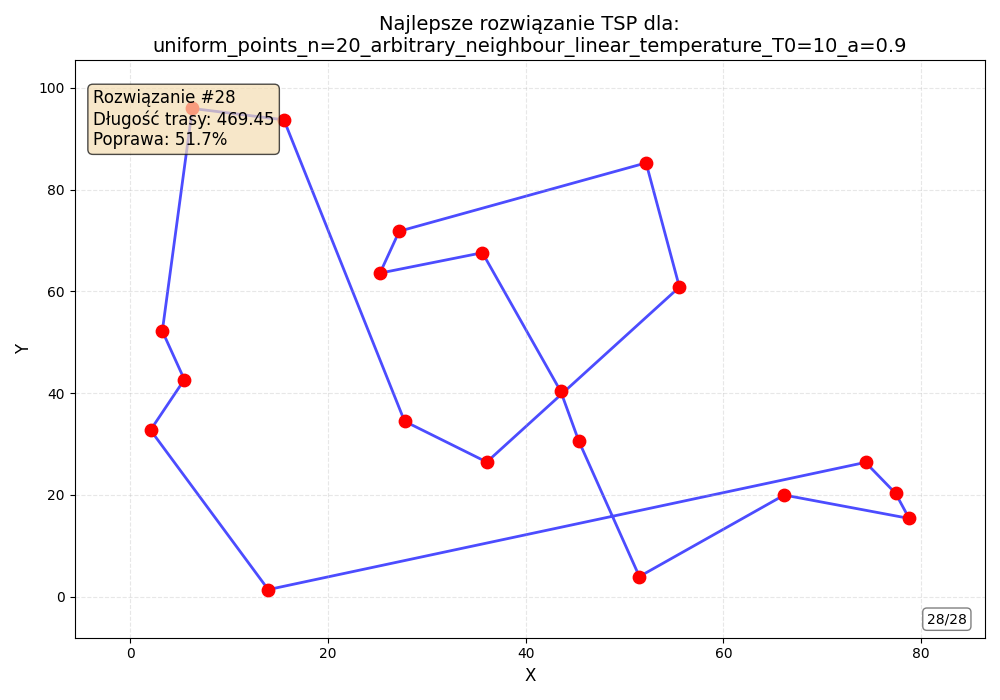 Najlepsze rozwiązanie TSP dla:
uniform_points_n=20_arbitrary_neighbour_linear_temperature_T0=10_a=0.9
Rozwiązanie #28
Długość trasy: 469.45
Poprawa: 51.7%
100
80
60
40
20
0
Y
28/28
0 20 40 60 80
X